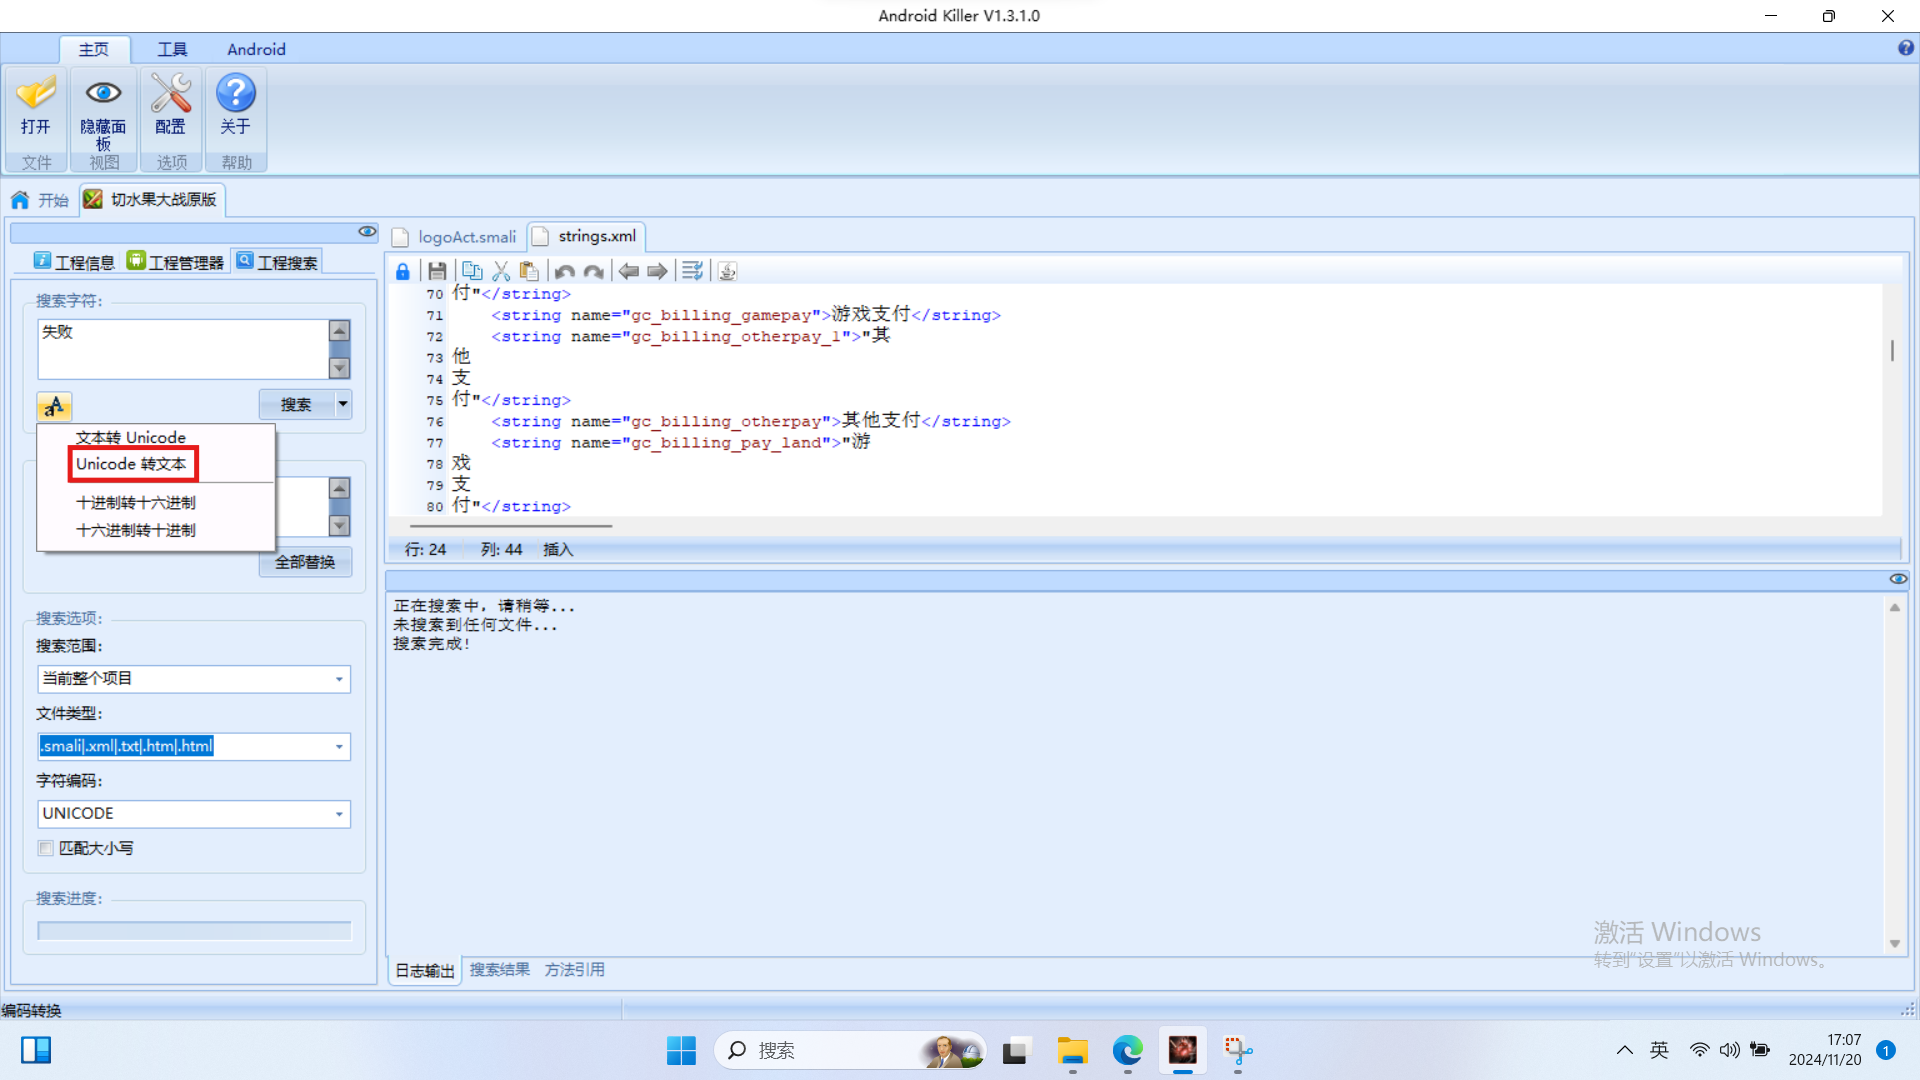 Android Killer V1.3.1.0
主页 工具 Android
打开 隐藏面板 配置 关于
文件 视图 选项 帮助
开始 切水果大战原版
工程信息 工程管理器 工程搜索
搜索字符:
失败
aA 搜索
文本转 Unicode
Unicode 转文本
十进制转十六进制
十六进制转十进制
全部替换
搜索选项:
搜索范围:
当前整个项目
文件类型:
.smali|.xml|.txt|.htm|.html
字符编码:
UNICODE
匹配大小写
搜索进度:
logoAct.smali strings.xml
70 付"</string>
71 <string name="gc_billing_gamepay">游戏支付</string>
72 <string name="gc_billing_otherpay_l">"其
73 他
74 支
75 付"</string>
76 <string name="gc_billing_otherpay">其他支付</string>
77 <string name="gc_billing_pay_land">"游
78 戏
79 支
80 付"</string>
行: 24 列: 44 插入
正在搜索中，请稍等...
未搜索到任何文件...
搜索完成!
激活 Windows
转到"设置"以激活 Windows。
日志输出 搜索结果 方法引用
编码转换
搜索
英
17:07
2024/11/20
1